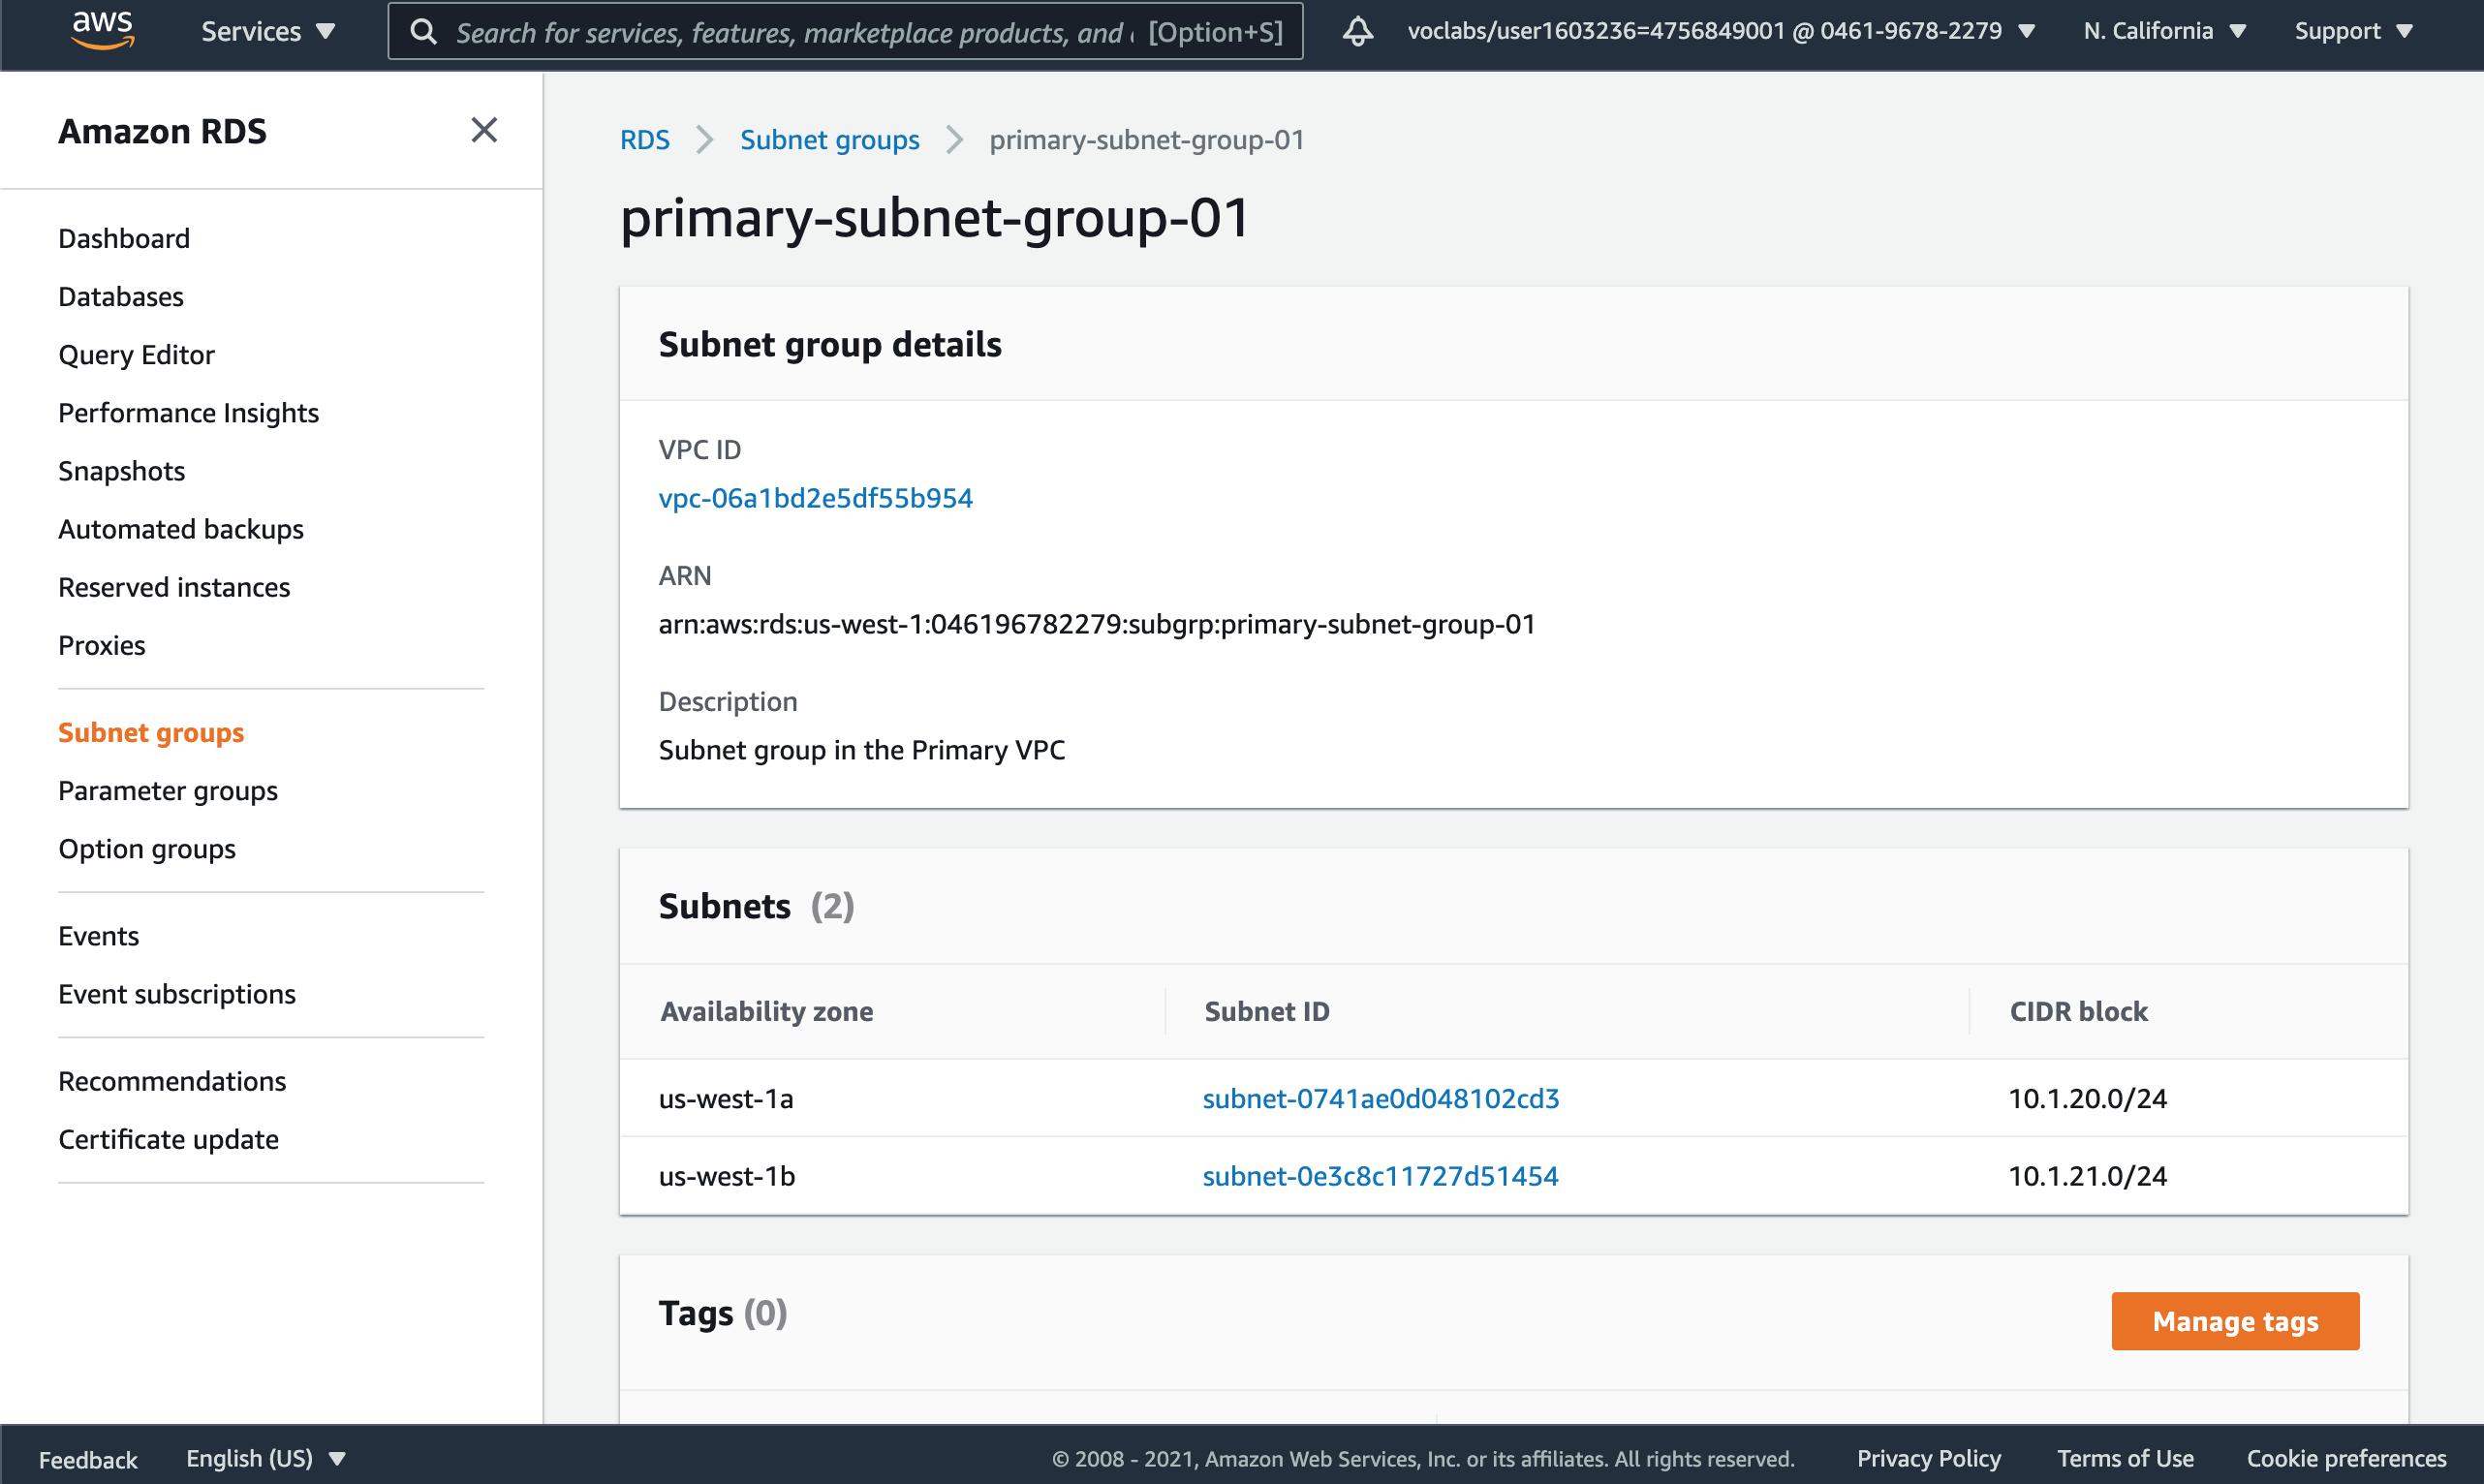 aws Services Search for services, features, marketplace products, and [Option+S] voclabs/user1603236=4756849001 @ 0461-9678-2279 N. California Support
Amazon RDS
Dashboard
Databases
Query Editor
Performance Insights
Snapshots
Automated backups
Reserved instances
Proxies
Subnet groups
Parameter groups
Option groups
Events
Event subscriptions
Recommendations
Certificate update
RDS Subnet groups primary-subnet-group-01
primary-subnet-group-01
Subnet group details
VPC ID
vpc-06a1bd2e5df55b954
ARN
arn:aws:rds:us-west-1:046196782279:subgrp:primary-subnet-group-01
Description
Subnet group in the Primary VPC
Subnets (2)
Availability zone Subnet ID CIDR block
us-west-1a subnet-0741ae0d048102cd3 10.1.20.0/24
us-west-1b subnet-0e3c8c11727d51454 10.1.21.0/24
Tags (0) Manage tags
Feedback English (US) © 2008 - 2021, Amazon Web Services, Inc. or its affiliates. All rights reserved. Privacy Policy Terms of Use Cookie preferences